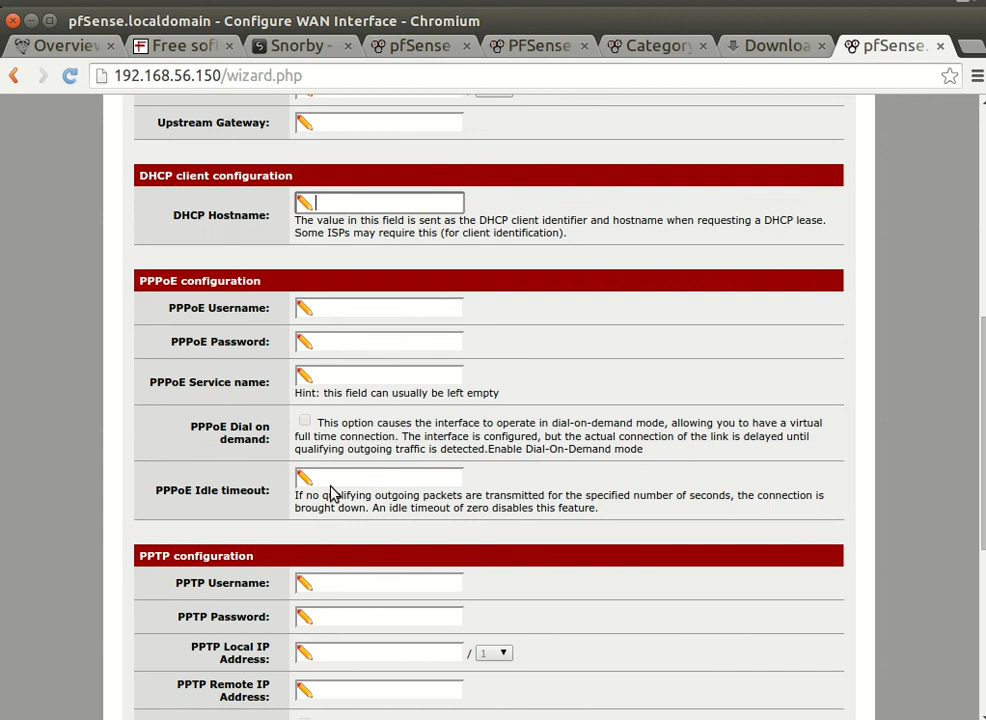 pfSense.localdomain - Configure WAN Interface - Chromium
Overview
Free soft
Snorby -
pfSense
PFSense
Category
Downloa
pfSense.
192.168.56.150/wizard.php
Upstream Gateway:
DHCP client configuration
DHCP Hostname:
The value in this field is sent as the DHCP client identifier and hostname when requesting a DHCP lease.
Some ISPs may require this (for client identification).
PPPoE configuration
PPPoE Username:
PPPoE Password:
PPPoE Service name:
Hint: this field can usually be left empty
PPPoE Dial on
demand:
This option causes the interface to operate in dial-on-demand mode, allowing you to have a virtual
full time connection. The interface is configured, but the actual connection of the link is delayed until
qualifying outgoing traffic is detected.Enable Dial-On-Demand mode
PPPoE Idle timeout:
If no qualifying outgoing packets are transmitted for the specified number of seconds, the connection is
brought down. An idle timeout of zero disables this feature.
PPTP configuration
PPTP Username:
PPTP Password:
PPTP Local IP
Address:
/ 1
PPTP Remote IP
Address: